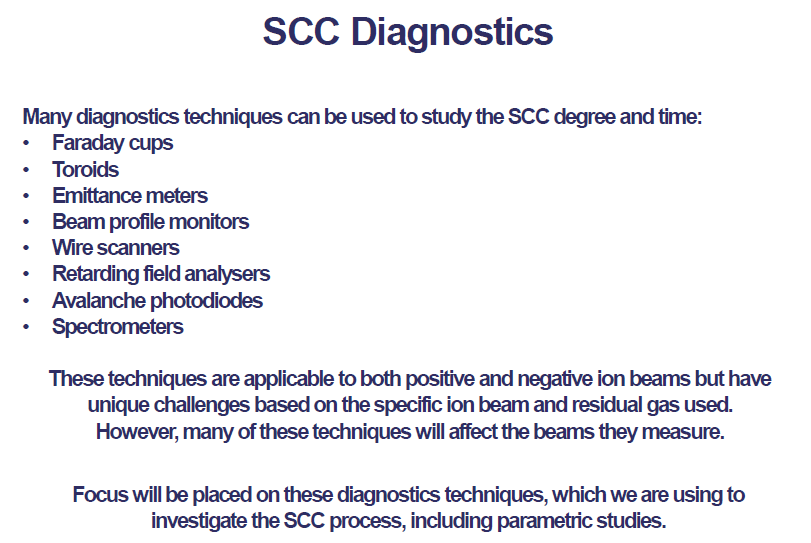 SCC Diagnostics
Many diagnostics techniques can be used to study the SCC degree and time:
• Faraday cups
• Toroids
• Emittance meters
• Beam profile monitors
• Wire scanners
• Retarding field analysers
• Avalanche photodiodes
• Spectrometers
These techniques are applicable to both positive and negative ion beams but have
unique challenges based on the specific ion beam and residual gas used.
However, many of these techniques will affect the beams they measure.
Focus will be placed on these diagnostics techniques, which we are using to
investigate the SCC process, including parametric studies.